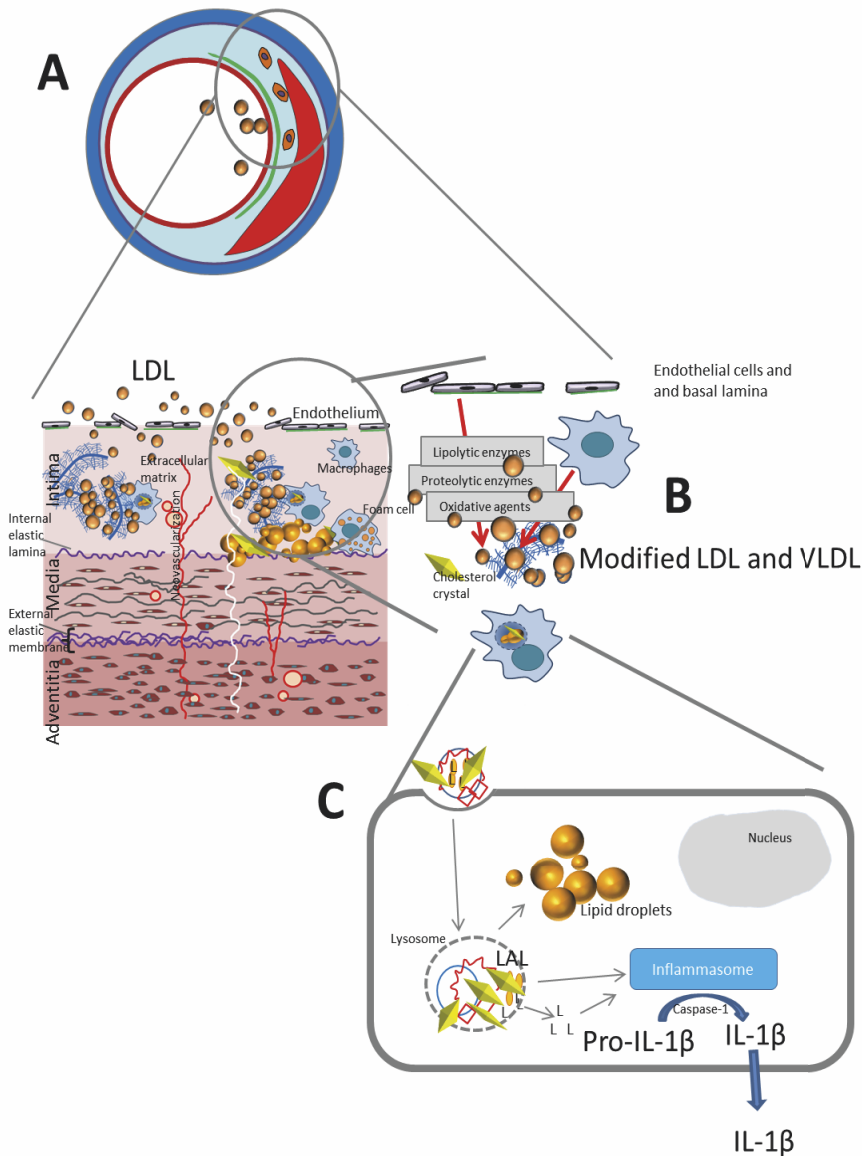 A
LDL
Endothelium
Extracellular
matrix
Macrophages
Foam cell
Neovascularization
Intima
Internal
elastic
lamina
Media
External
elastic
membrane
Adventitia
Endothelial cells and
and basal lamina
Lipolytic enzymes
Proteolytic enzymes
Oxidative agents
B
Modified LDL and VLDL
Cholesterol
crystal
C
L
L
L
Nucleus
Lipid droplets
Lysosome
LAL
Inflammasome
L
L
L
L L
Caspase-1
Pro-IL-1β
IL-1β
IL-1β